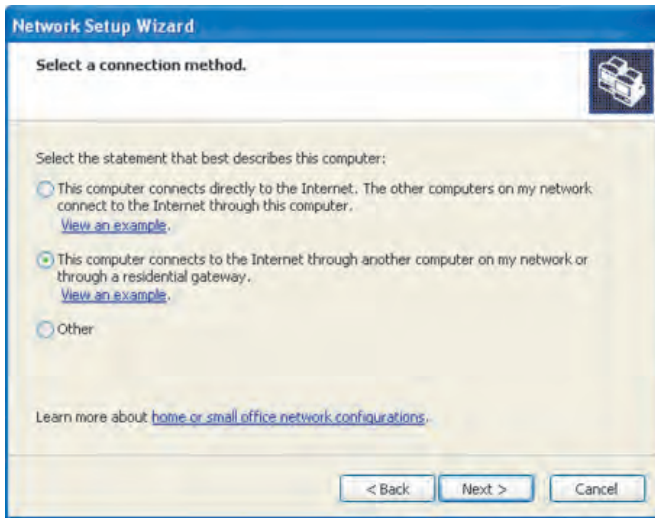 Network Setup Wizard
Select a connection method.
Select the statement that best describes this computer:
This computer connects directly to the Internet. The other computers on my network
connect to the Internet through this computer.
View an example.
This computer connects to the Internet through another computer on my network or
through a residential gateway.
View an example.
Other
Learn more about home or small office network configurations.
< Back Next > Cancel